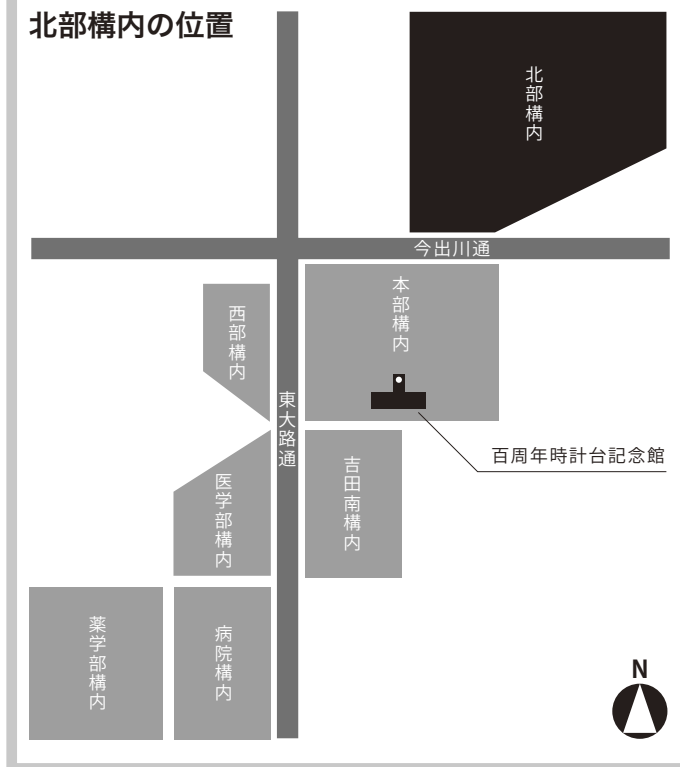 北部構内の位置
北部構内
今出川通
本部構内
西部構内
東大路通
百周年時計台記念館
吉田南構内
医学部構内
薬学部構内
病院構内
N